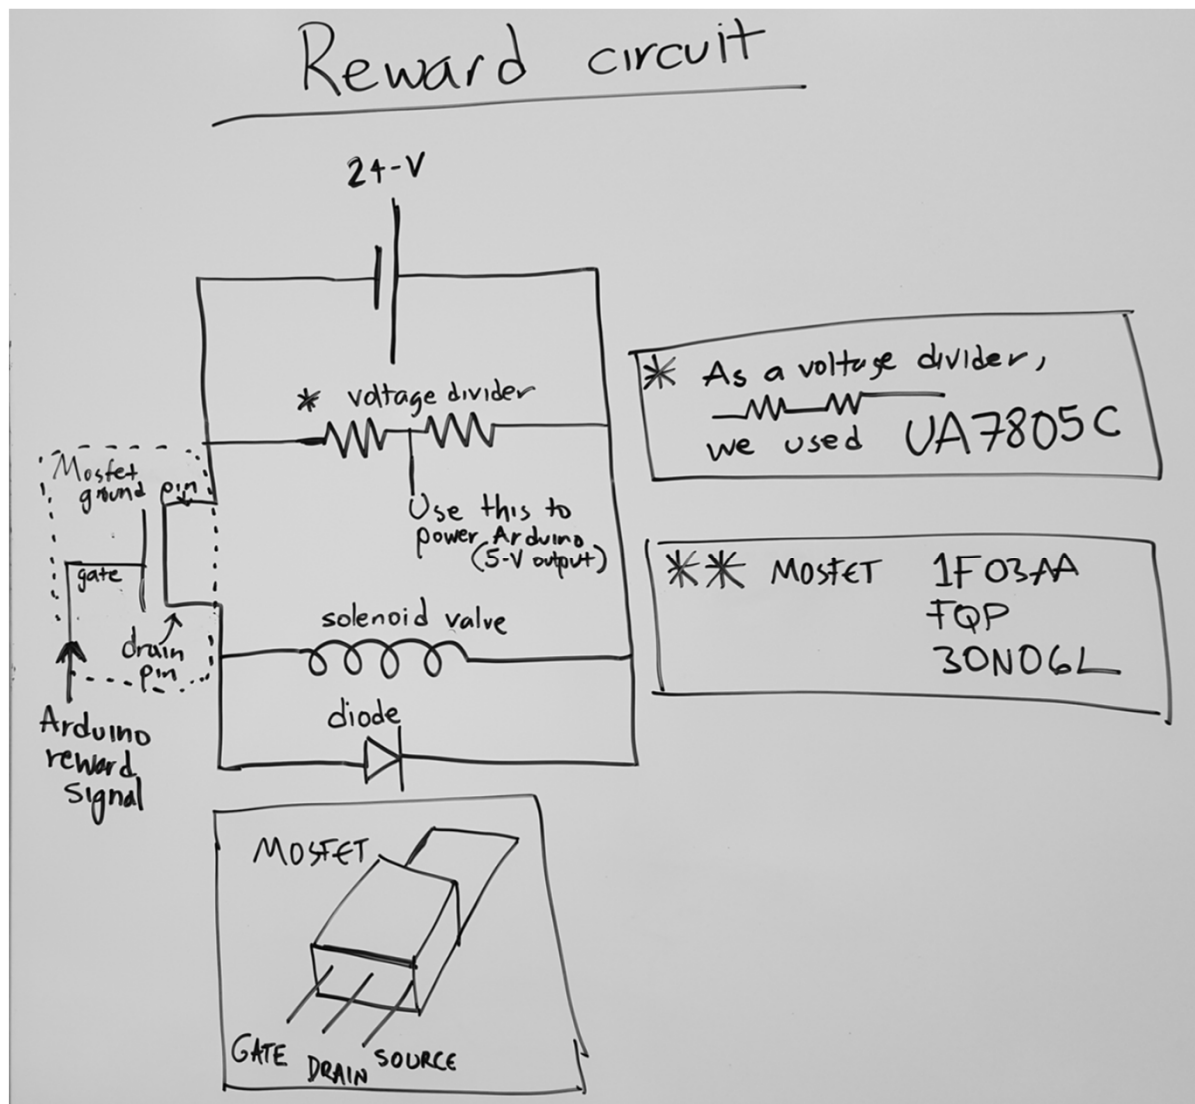 Reward circuit
24-V
* voltage divider
* As a voltage divider,
we used UA7805C
Mosfet
ground pin
Use this to
power Arduino
(5-V output)
** MOSFET 1F03AA
FQP
30N06L
gate
solenoid valve
drain
pin
diode
Arduino
reward
signal
MOSFET
GATE DRAIN SOURCE